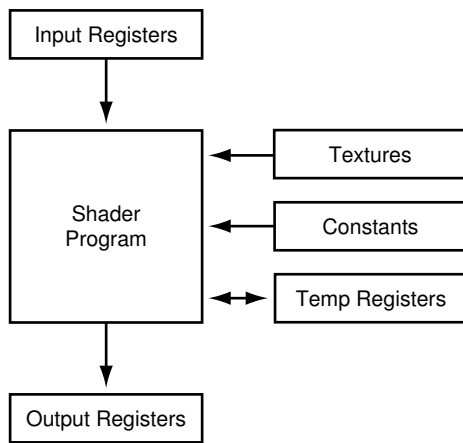 Input Registers
Shader
Program
Textures
Constants
Temp Registers
Output Registers